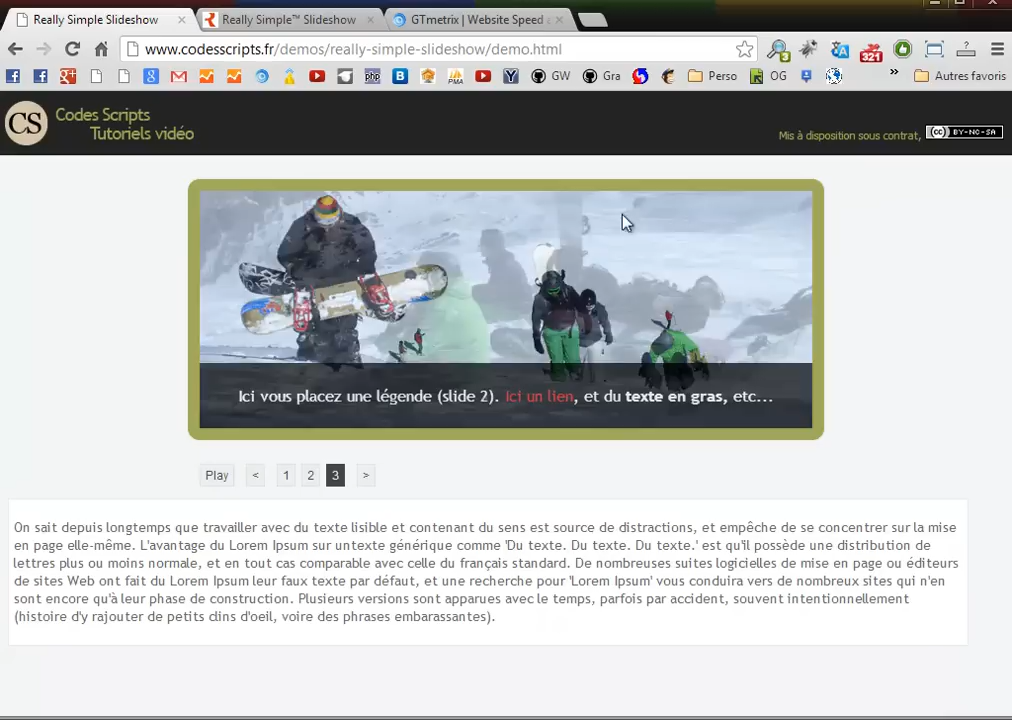 Really Simple Slideshow
Really Simple™ Slideshow
GTmetrix | Website Speed
www.codesscripts.fr/demos/really-simple-slideshow/demo.html
3
321
php
PMA
GW
Gra
Perso
OG
»
Autres favoris
CS
Codes Scripts
Tutoriels vidéo
Mis à disposition sous contrat,
cc BY-NC-SA
Ici vous placez une légende (slide 2). Ici un lien, et du texte en gras, etc...
Play < 1 2 3 >
On sait depuis longtemps que travailler avec du texte lisible et contenant du sens est source de distractions, et empêche de se concentrer sur la mise
en page elle-même. L'avantage du Lorem Ipsum sur untexte générique comme 'Du texte. Du texte. Du texte.' est qu'il possède une distribution de
lettres plus ou moins normale, et en tout cas comparable avec celle du français standard. De nombreuses suites logicielles de mise en page ou éditeurs
de sites Web ont fait du Lorem Ipsum leur faux texte par défaut, et une recherche pour 'Lorem Ipsum' vous conduira vers de nombreux sites qui n'en
sont encore qu'à leur phase de construction. Plusieurs versions sont apparues avec le temps, parfois par accident, souvent intentionnellement
(histoire d'y rajouter de petits clins d'oeil, voire des phrases embarassantes).